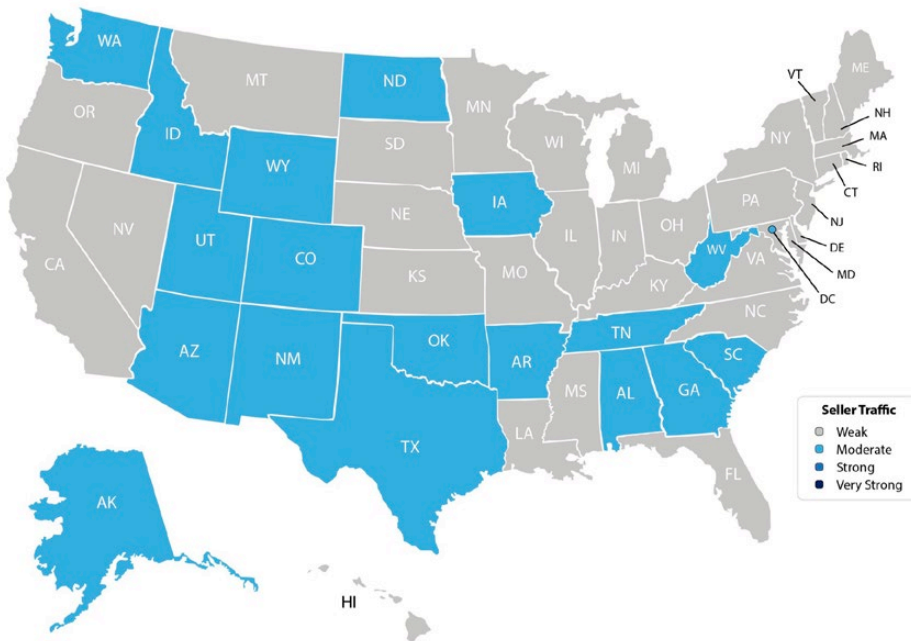 WA
MT
ND
MN
VT
ME
OR
ID
SD
WI
MI
NY
NH
MA
WY
RI
CT
NE
IA
PA
NJ
NV
UT
CO
IL
IN
OH
WV
VA
DE
MD
DC
CA
KS
MO
KY
NC
AZ
NM
OK
AR
TN
SC
MS
AL
GA
TX
LA
FL
AK
HI
Seller Traffic
Weak
Moderate
Strong
Very Strong